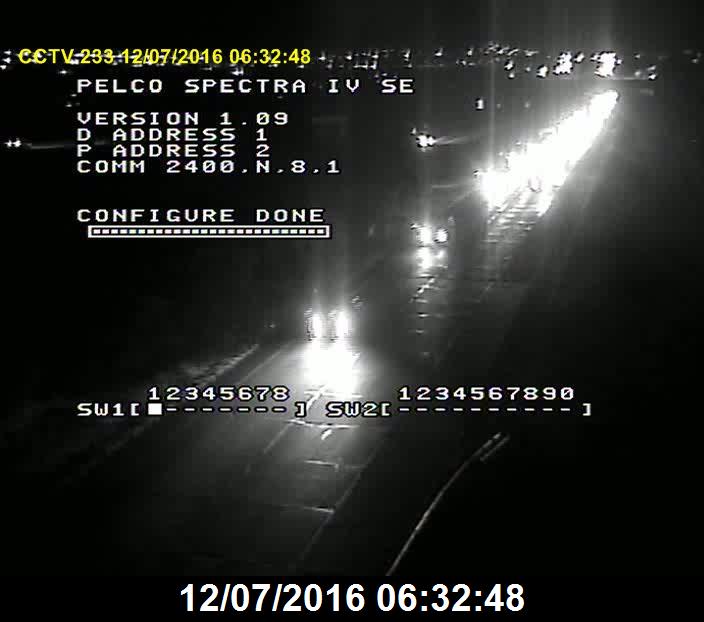 CCTV-233 12/07/2016 06:32:48
PELCO SPECTRA IV SE
VERSION 1.09
D ADDRESS 1
P ADDRESS 2
COMM 2400,N,8,1
CONFIGURE DONE
12345678 1234567890
SW1[■-------] SW2[----------]
12/07/2016 06:32:48